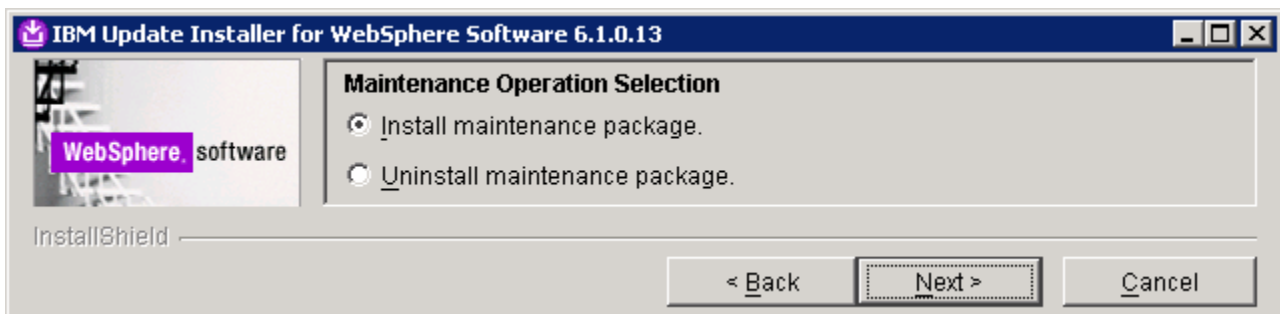 IBM Update Installer for WebSphere Software 6.1.0.13
Maintenance Operation Selection
Install maintenance package.
Uninstall maintenance package.
WebSphere. software
InstallShield
< Back
Next >
Cancel